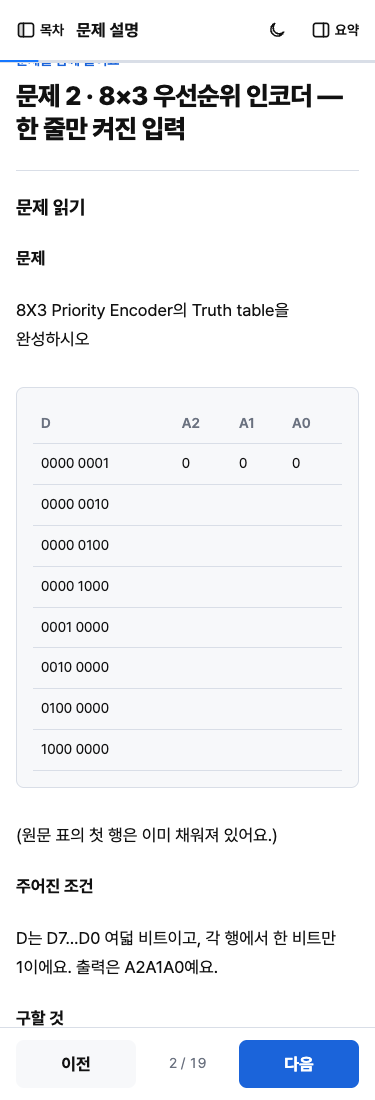 목차 문제 설명 요약
문제 2 · 8×3 우선순위 인코더 —
한 줄만 켜진 입력
문제 읽기
문제
8X3 Priority Encoder의 Truth table을
완성하시오
D A2 A1 A0
0000 0001 0 0 0
0000 0010
0000 0100
0000 1000
0001 0000
0010 0000
0100 0000
1000 0000
(원문 표의 첫 행은 이미 채워져 있어요.)
주어진 조건
D는 D7…D0 여덟 비트이고, 각 행에서 한 비트만
1이에요. 출력은 A2A1A0예요.
구할 것
이전 2 / 19 다음